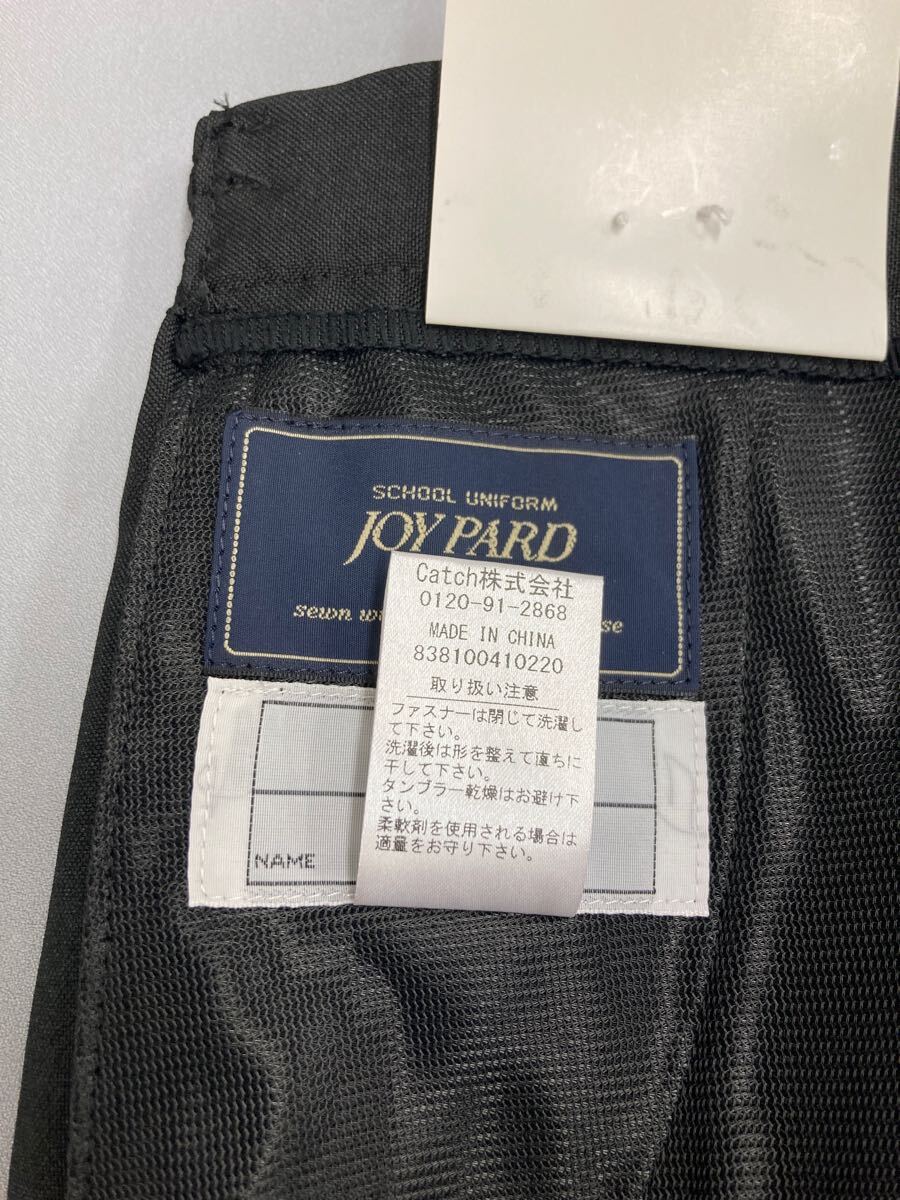 SCHOOL UNIFORM
JOY PARD
sewn
Catch株式会社
0120-91-2868
MADE IN CHINA
838100410220
取り扱い注意
ファスナーは閉じて洗濯し
て下さい。
洗濯後は形を整えて直ちに
干して下さい。
タンブラー乾燥はお避け下
さい。
柔軟剤を使用される場合は
適量をお守り下さい。
NAME